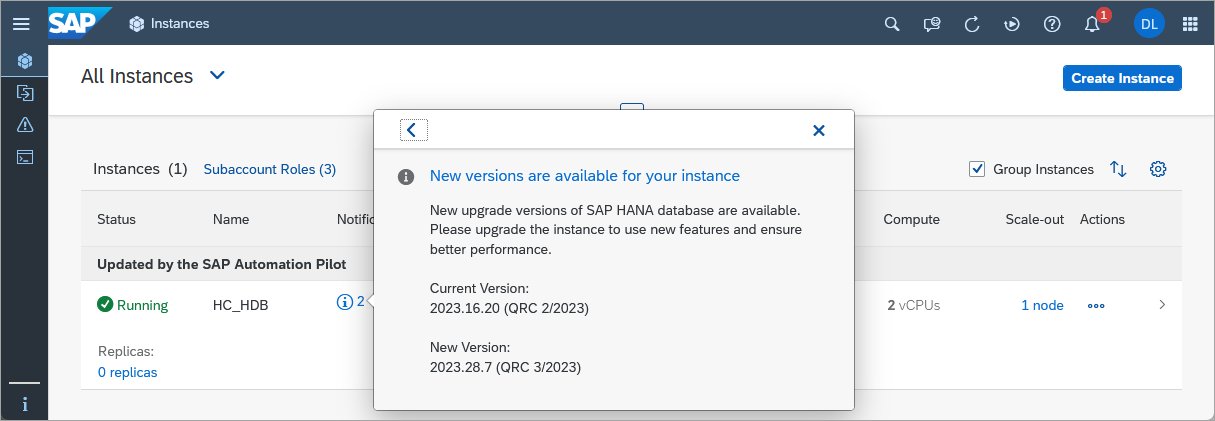 SAP Instances 1 DL
All Instances
Create Instance
Instances (1) Subaccount Roles (3) Group Instances
Status Name Notific Compute Scale-out Actions
Updated by the SAP Automation Pilot
Running HC_HDB 2 2 vCPUs 1 node
Replicas:
0 replicas
New versions are available for your instance
New upgrade versions of SAP HANA database are available.
Please upgrade the instance to use new features and ensure
better performance.
Current Version:
2023.16.20 (QRC 2/2023)
New Version:
2023.28.7 (QRC 3/2023)